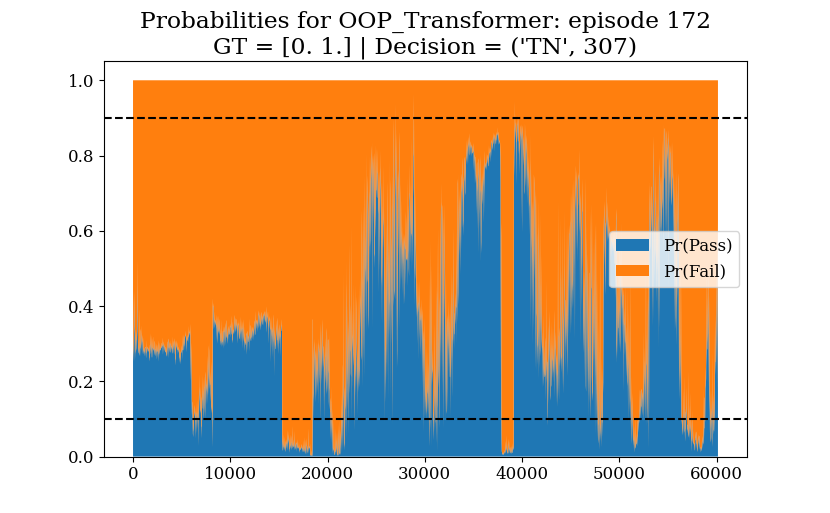 Probabilities for OOP_Transformer: episode 172
GT = [0. 1.] | Decision = ('TN', 307)
1.0
0.8
0.6
0.4
0.2
0.0
Pr(Pass)
Pr(Fail)
0 10000 20000 30000 40000 50000 60000